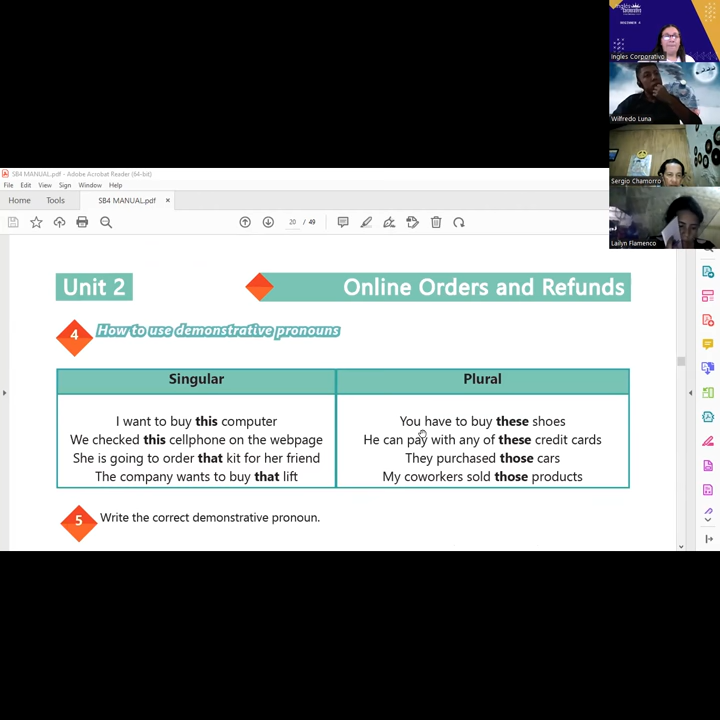 Ingles Corporativo
Wilfredo Luna
Sergio Chamorro
Lailyn Flamenco
SB4 MANUAL.pdf - Adobe Acrobat Reader (64-bit)
File Edit View Sign Window Help
Home Tools SB4 MANUAL.pdf ×
20 / 49
Unit 2 Online Orders and Refunds
4 How to use demonstrative pronouns
Singular Plural
I want to buy this computer You have to buy these shoes
We checked this cellphone on the webpage He can pay with any of these credit cards
She is going to order that kit for her friend They purchased those cars
The company wants to buy that lift My coworkers sold those products
5 Write the correct demonstrative pronoun.